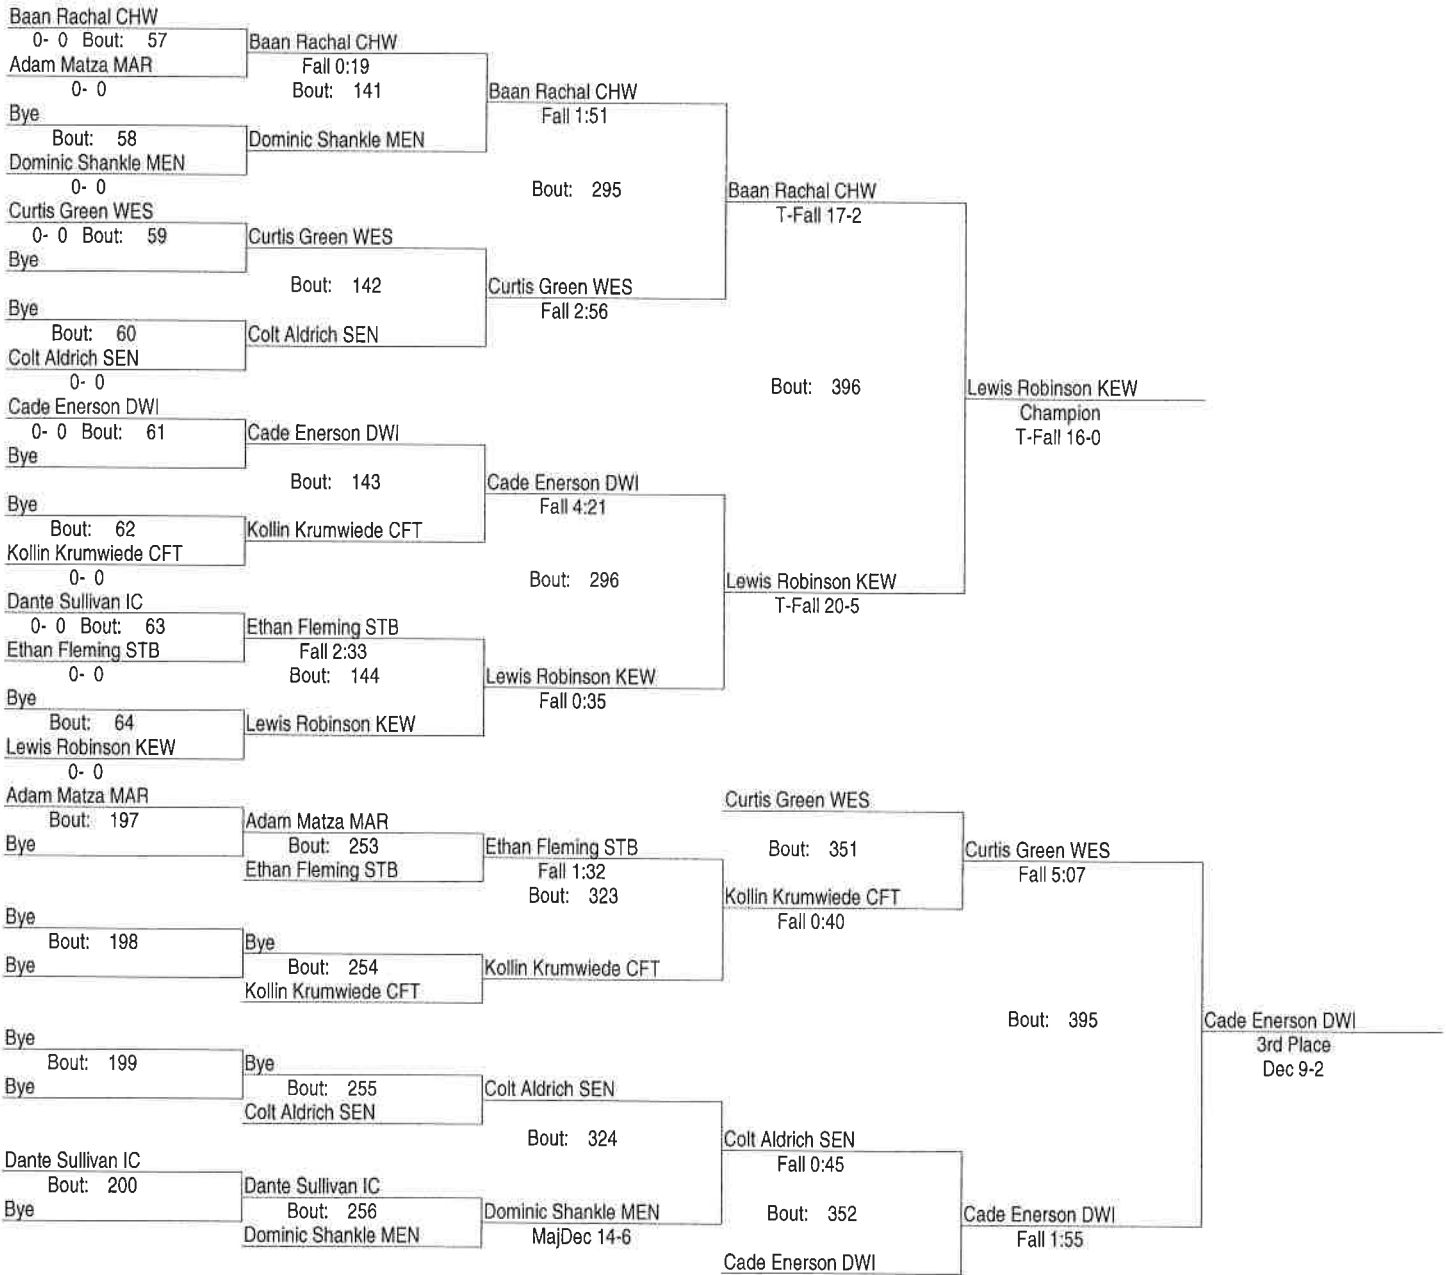 Baan Rachal CHW
0- 0 Bout: 57
Adam Matza MAR
0- 0
Bye
Bout: 58
Dominic Shankle MEN
0- 0
Curtis Green WES
0- 0 Bout: 59
Bye
Bye
Bout: 60
Colt Aldrich SEN
0- 0
Cade Enerson DWI
0- 0 Bout: 61
Bye
Bye
Bout: 62
Kollin Krumwiede CFT
0- 0
Dante Sullivan IC
0- 0 Bout: 63
Ethan Fleming STB
0- 0
Bye
Bout: 64
Lewis Robinson KEW
0- 0
Baan Rachal CHW
Fall 0:19
Bout: 141
Dominic Shankle MEN
Curtis Green WES
Bout: 142
Colt Aldrich SEN
Cade Enerson DWI
Bout: 143
Kollin Krumwiede CFT
Ethan Fleming STB
Fall 2:33
Bout: 144
Lewis Robinson KEW
Baan Rachal CHW
Fall 1:51
Bout: 295
Curtis Green WES
Fall 2:56
Cade Enerson DWI
Fall 4:21
Bout: 296
Lewis Robinson KEW
Fall 0:35
Baan Rachal CHW
T-Fall 17-2
Bout: 396
Lewis Robinson KEW
T-Fall 20-5
Lewis Robinson KEW
Champion
T-Fall 16-0
Adam Matza MAR
Bout: 197
Bye
Bye
Bout: 198
Bye
Bye
Bout: 199
Bye
Dante Sullivan IC
Bout: 200
Bye
Adam Matza MAR
Bout: 253
Ethan Fleming STB
Bye
Bout: 254
Kollin Krumwiede CFT
Bye
Bout: 255
Colt Aldrich SEN
Dante Sullivan IC
Bout: 256
Dominic Shankle MEN
Ethan Fleming STB
Fall 1:32
Bout: 323
Kollin Krumwiede CFT
Colt Aldrich SEN
Bout: 324
Dominic Shankle MEN
MajDec 14-6
Curtis Green WES
Bout: 351
Kollin Krumwiede CFT
Fall 0:40
Colt Aldrich SEN
Fall 0:45
Bout: 352
Cade Enerson DWI
Curtis Green WES
Fall 5:07
Bout: 395
Cade Enerson DWI
Fall 1:55
Cade Enerson DWI
3rd Place
Dec 9-2